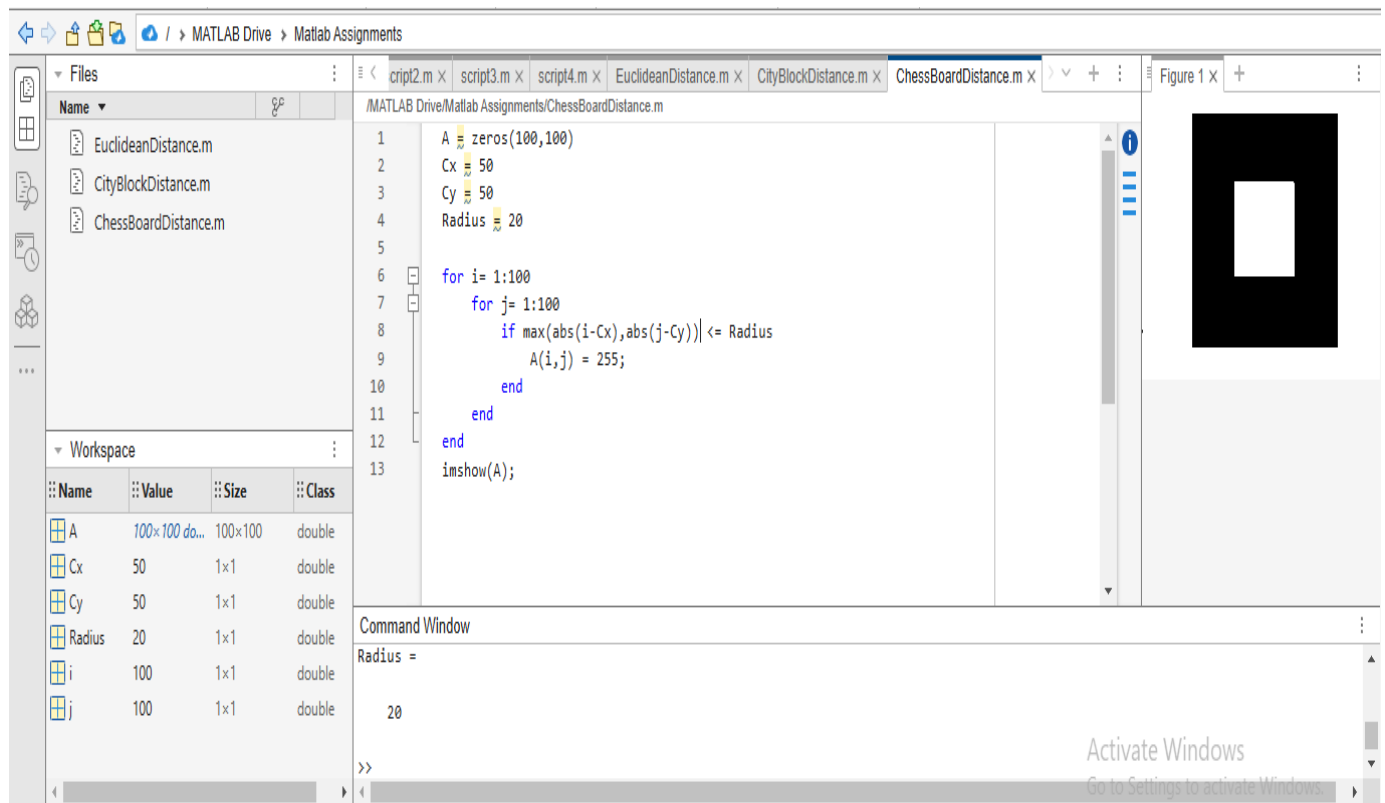 / > MATLAB Drive > Matlab Assignments
Files
Name
EuclideanDistance.m
CityBlockDistance.m
ChessBoardDistance.m
Workspace
Name Value Size Class
A 100×100 do... 100×100 double
Cx 50 1×1 double
Cy 50 1×1 double
Radius 20 1×1 double
i 100 1×1 double
j 100 1×1 double
cript2.m × script3.m × script4.m × EuclideanDistance.m × CityBlockDistance.m × ChessBoardDistance.m ×
/MATLAB Drive/Matlab Assignments/ChessBoardDistance.m
1 A = zeros(100,100)
2 Cx = 50
3 Cy = 50
4 Radius = 20
5
6 for i= 1:100
7 for j= 1:100
8 if max(abs(i-Cx),abs(j-Cy)) <= Radius
9 A(i,j) = 255;
10 end
11 end
12 end
13 imshow(A);
Figure 1 ×
Command Window
Radius =
20
>>
Activate Windows
Go to Settings to activate Windows.